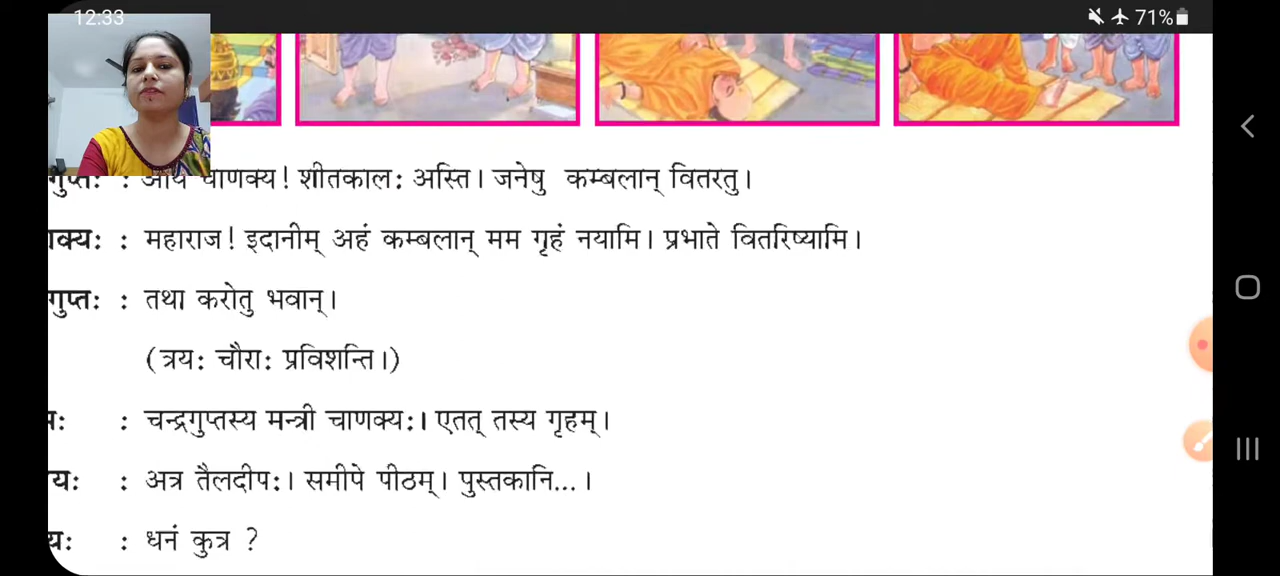 12:33
71%
गुप्तः : आर्य चाणक्य! शीतकालः अस्ति। जनेषु कम्बलान् वितरतु।
क्यः : महाराज! इदानीम् अहं कम्बलान् मम गृहं नयामि। प्रभाते वितरिष्यामि।
गुप्तः : तथा करोतु भवान्।
(त्रयः चौराः प्रविशन्ति।)
: चन्द्रगुप्तस्य मन्त्री चाणक्यः। एतत् तस्य गृहम्।
यः : अत्र तैलदीपः। समीपे पीठम्। पुस्तकानि...।
यः : धनं कुत्र ?